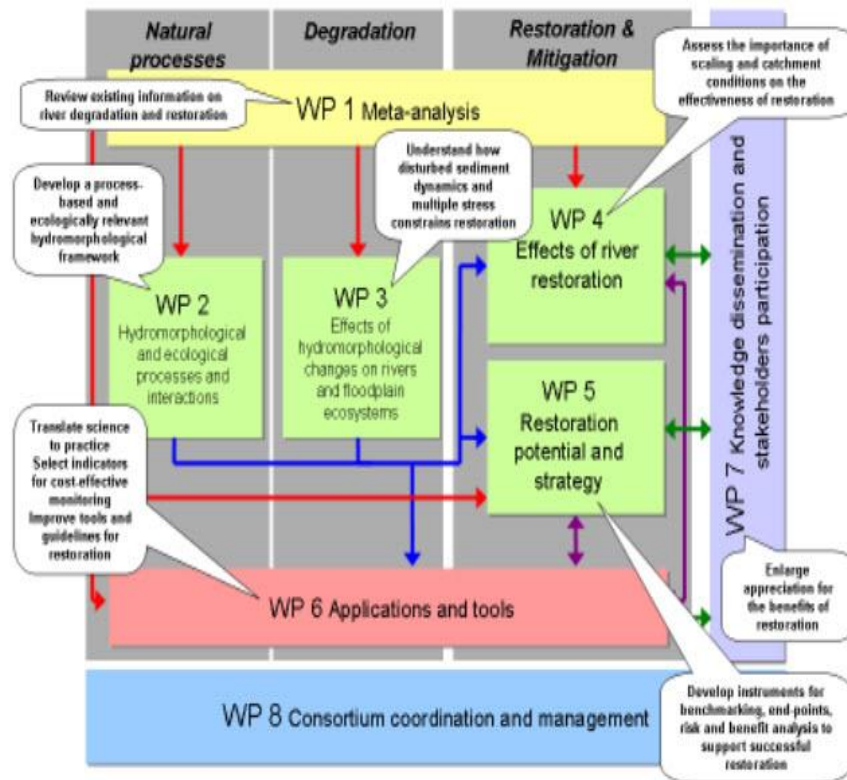 Natural
processes
Degradation
Restoration &
Mitigation
Assess the importance of
scaling and catchment
conditions on the
effectiveness of restoration
Review existing information on
river degradation and restoration
WP 1 Meta-analysis
Understand how
disturbed sediment
dynamics and
multiple stress
constrains restoration
Develop a process-
based and
ecologically relevant
hydromorphological
framework
WP 4
Effects of river
restoration
WP 2
Hydromorphological
and ecological
processes and
interactions
WP 3
Effects of
hydromorphological
changes on rivers
and floodplain
ecosystems
WP 5
Restoration
potential and
strategy
WP 7 Knowledge dissemination and
stakeholders participation
Translate science
to practice
Select indicators
for cost-effective
monitoring
Improve tools and
guidelines for
restoration
Enlarge
appreciation for
the benefits of
restoration
WP 6 Applications and tools
Develop instruments for
benchmarking, end-points,
risk and benefit analysis to
support successful
restoration
WP 8 Consortium coordination and management